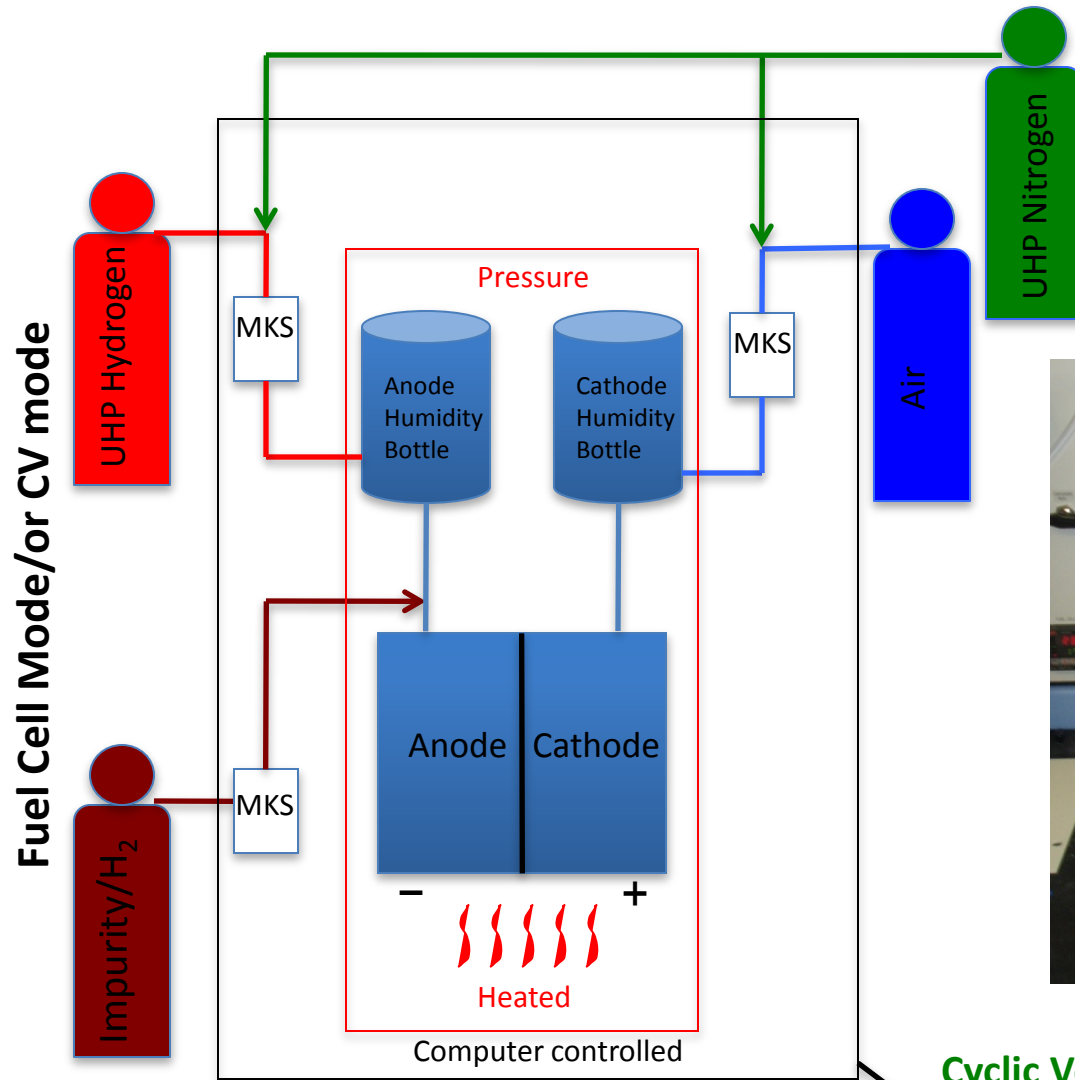 Fuel Cell Mode/or CV mode
UHP Hydrogen
MKS
Pressure
Anode
Humidity
Bottle
Cathode
Humidity
Bottle
MKS
Air
UHP Nitrogen
Impurity/H₂
MKS
Anode
Cathode
–
+
Heated
Computer controlled
Cyclic V